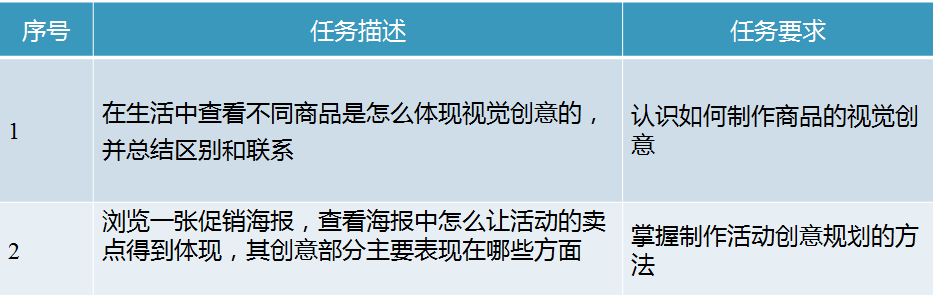 序号 任务描述 任务要求
1 在生活中查看不同商品是怎么体现视觉创意的，
并总结区别和联系
认识如何制作商品的视觉创
意
2 浏览一张促销海报，查看海报中怎么让活动的卖
点得到体现，其创意部分主要表现在哪些方面
掌握制作活动创意规划的方
法